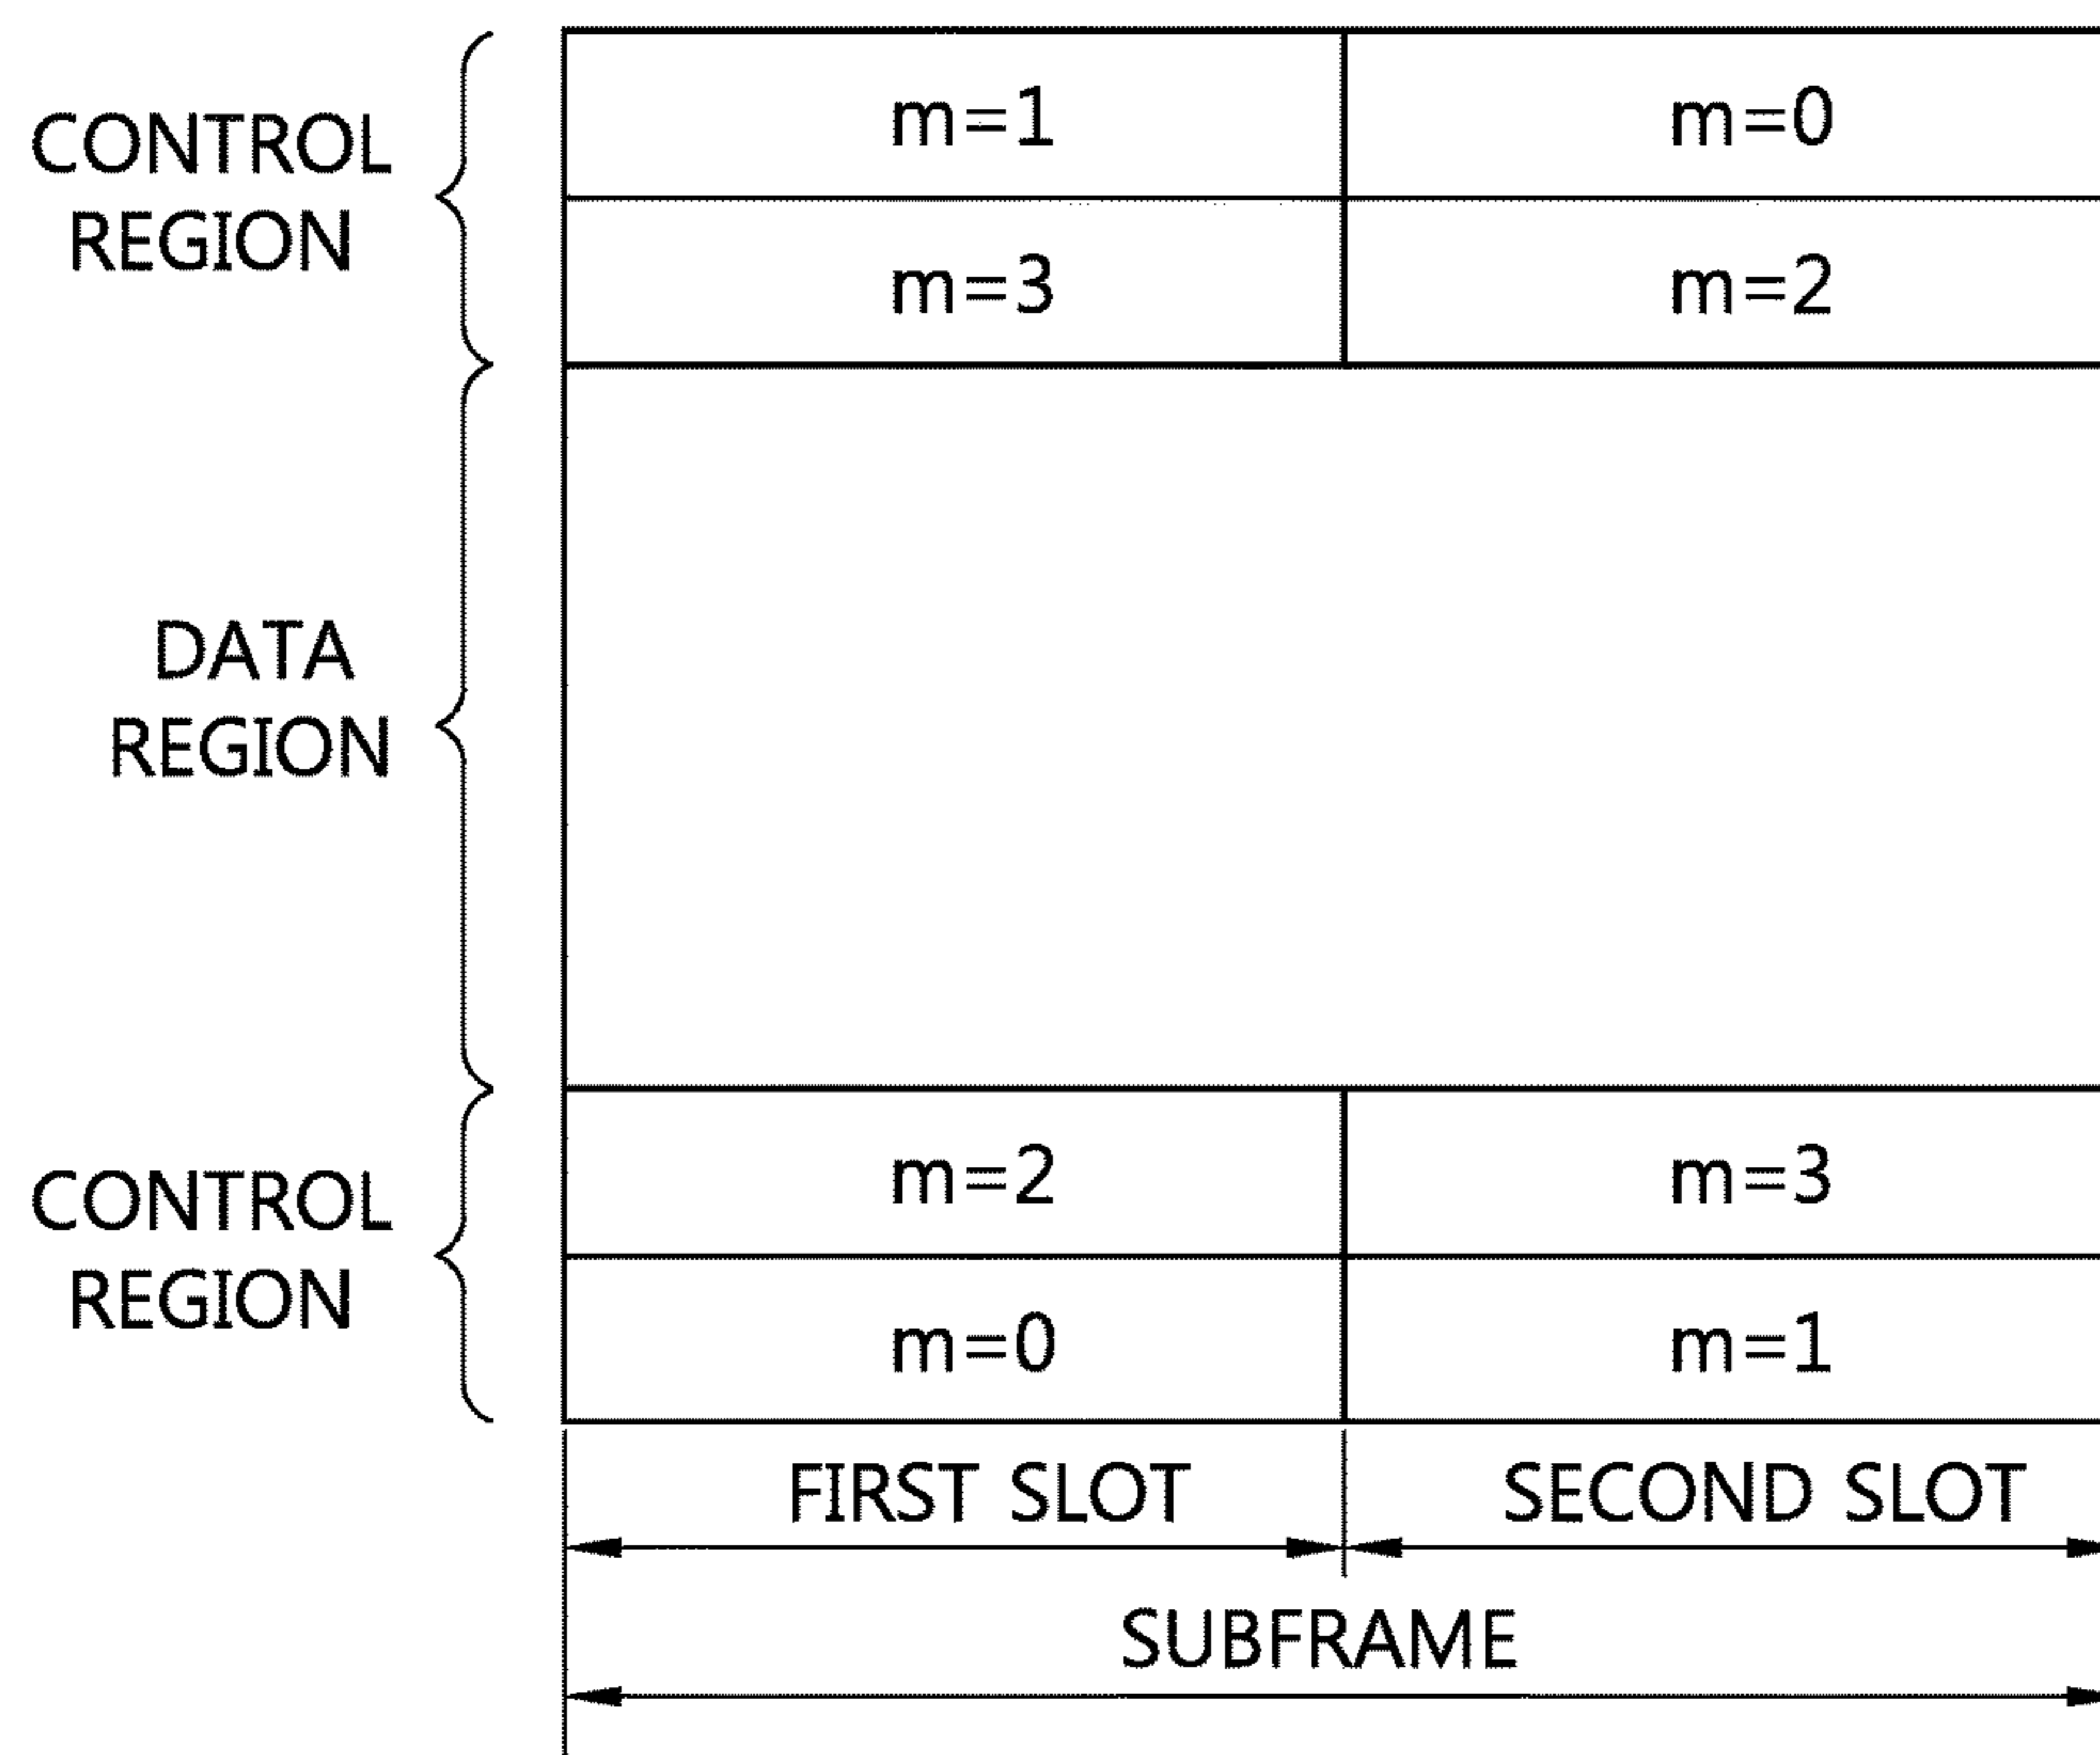 CONTROL
REGION
m=1
m=0
m=3
m=2
DATA
REGION
CONTROL
REGION
m=2
m=3
m=0
m=1
FIRST SLOT
SECOND SLOT
SUBFRAME